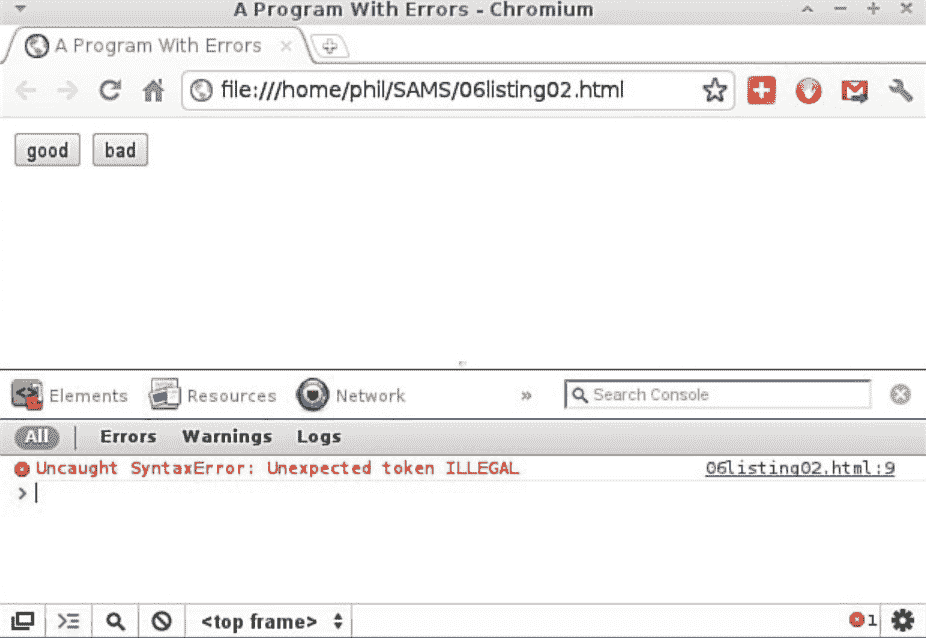 A Program With Errors - Chromium
A Program With Errors
file:///home/phil/SAMS/06listing02.html
good bad
Elements Resources Network » Search Console
All Errors Warnings Logs
Uncaught SyntaxError: Unexpected token ILLEGAL 06listing02.html:9
>
<top frame> 1